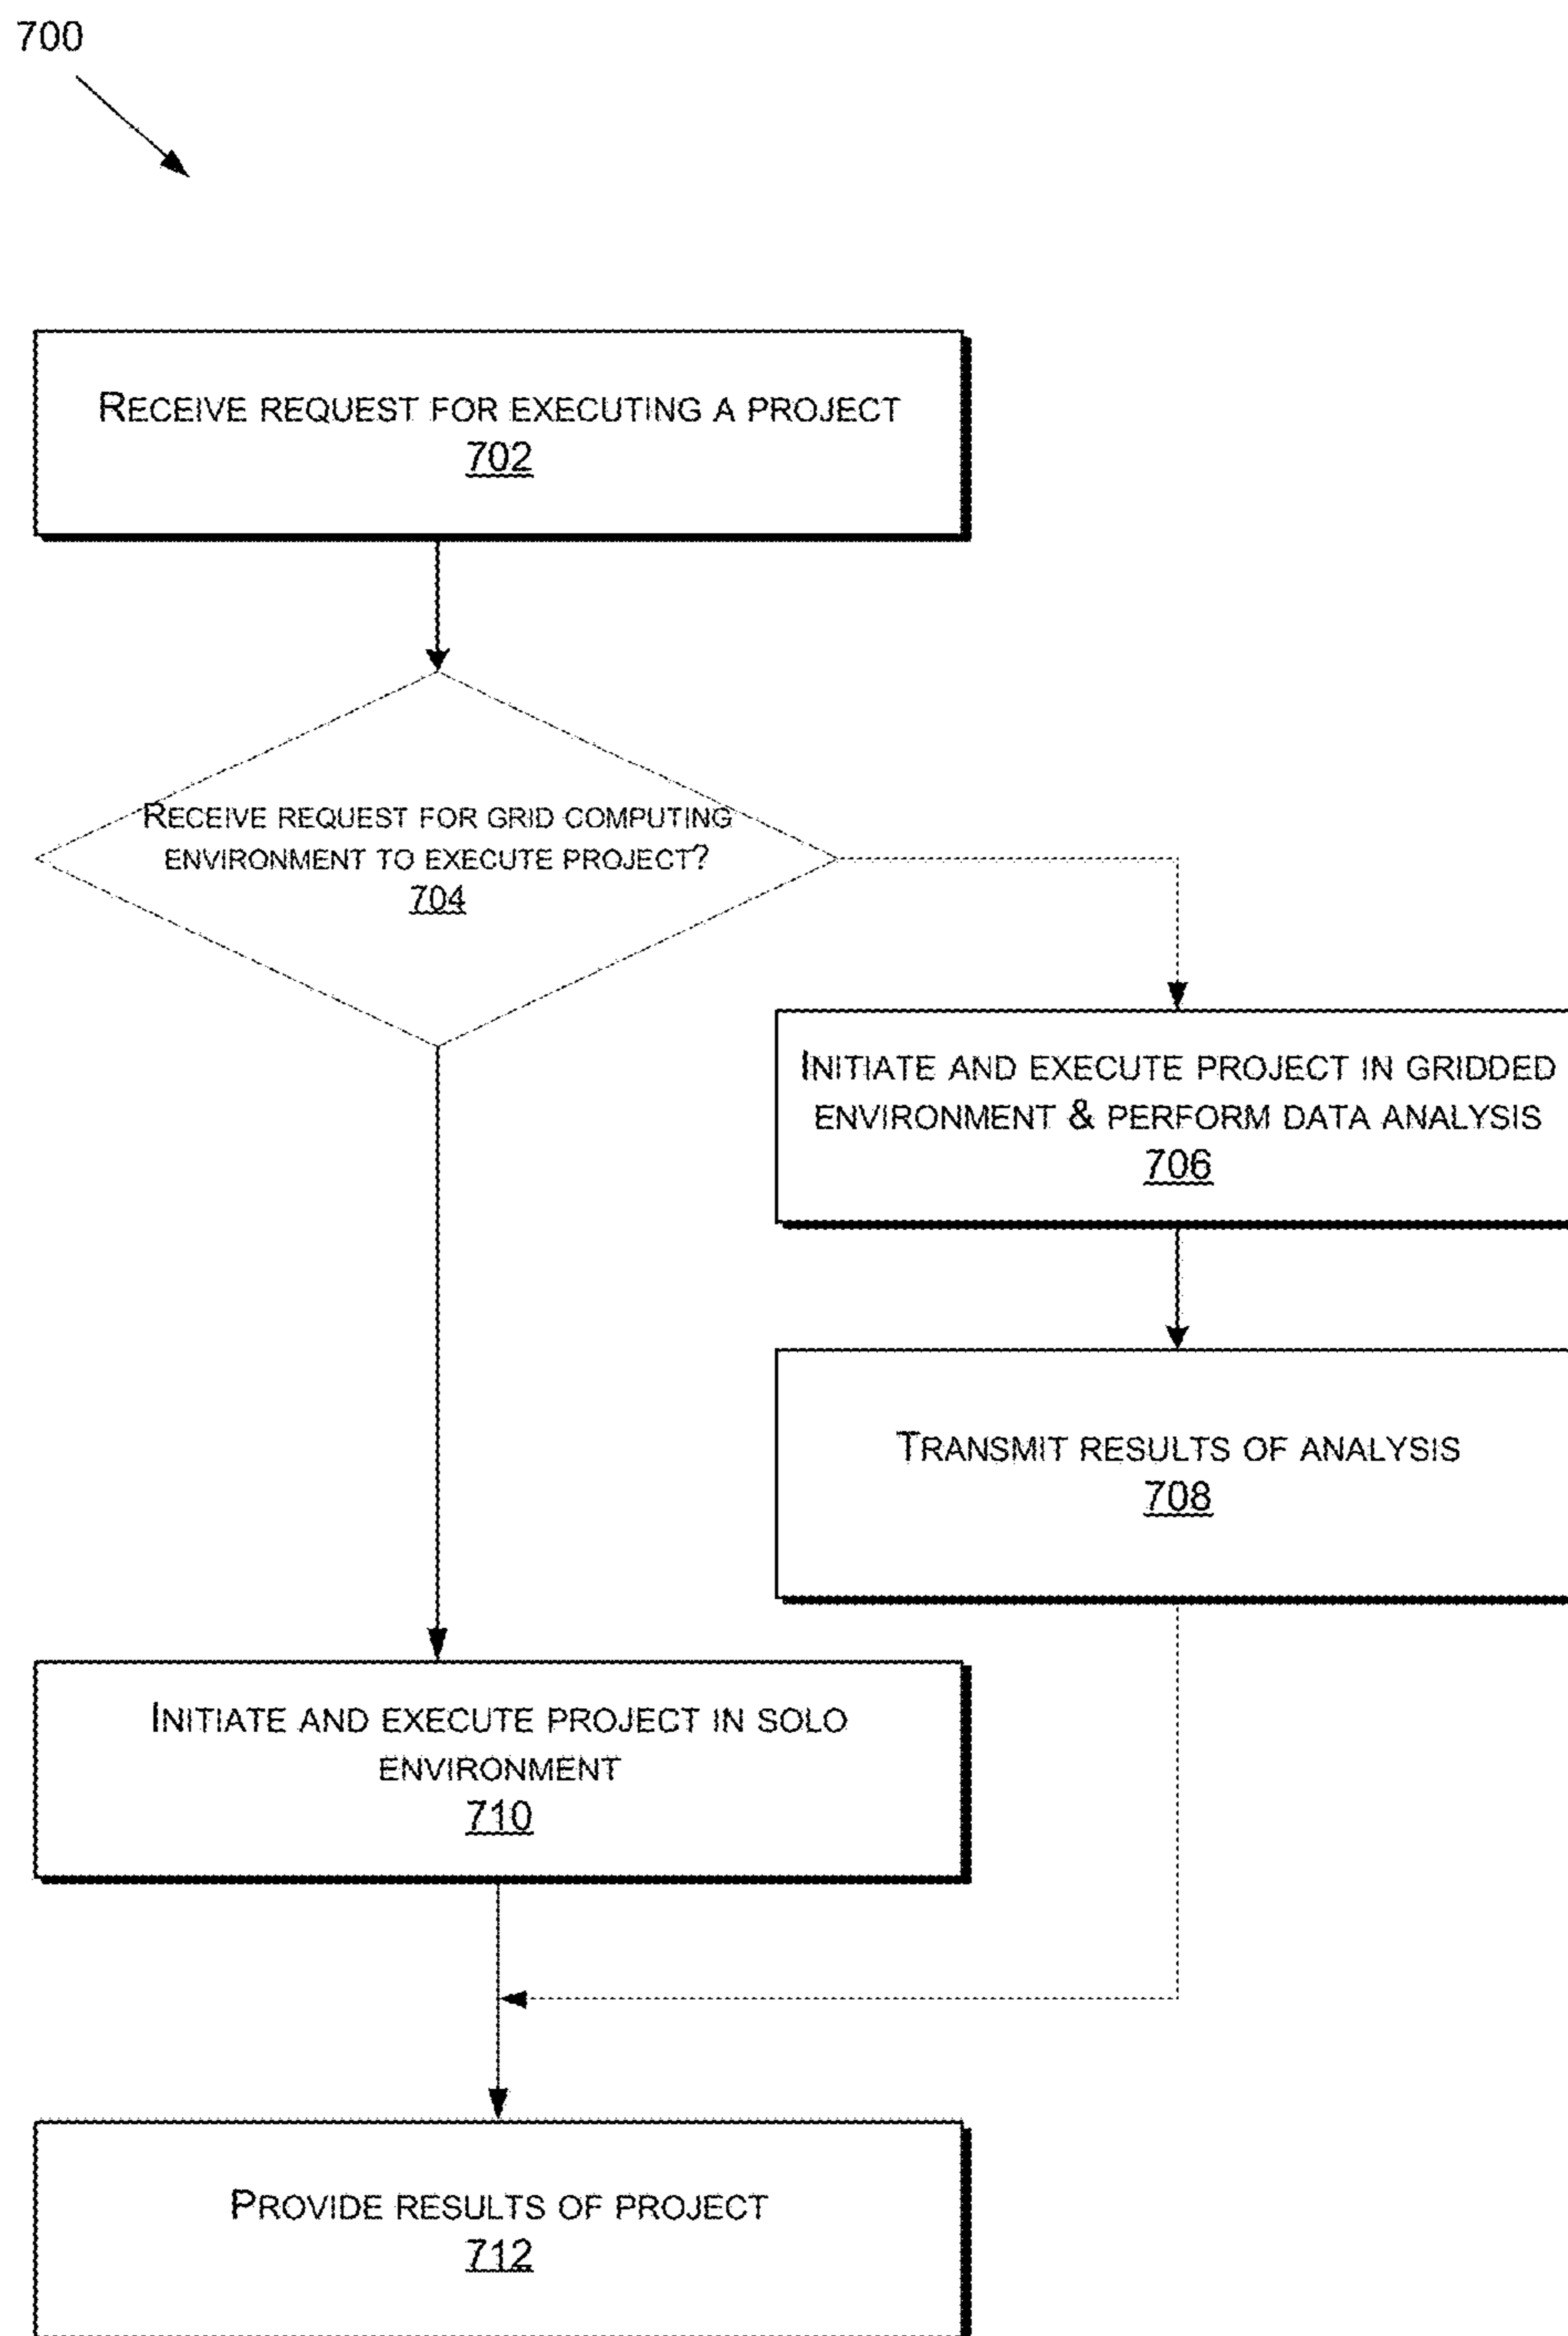 700
RECEIVE REQUEST FOR EXECUTING A PROJECT
702
RECEIVE REQUEST FOR GRID COMPUTING
ENVIRONMENT TO EXECUTE PROJECT?
704
INITIATE AND EXECUTE PROJECT IN GRIDDED
ENVIRONMENT & PERFORM DATA ANALYSIS
706
TRANSMIT RESULTS OF ANALYSIS
708
INITIATE AND EXECUTE PROJECT IN SOLO
ENVIRONMENT
710
PROVIDE RESULTS OF PROJECT
712